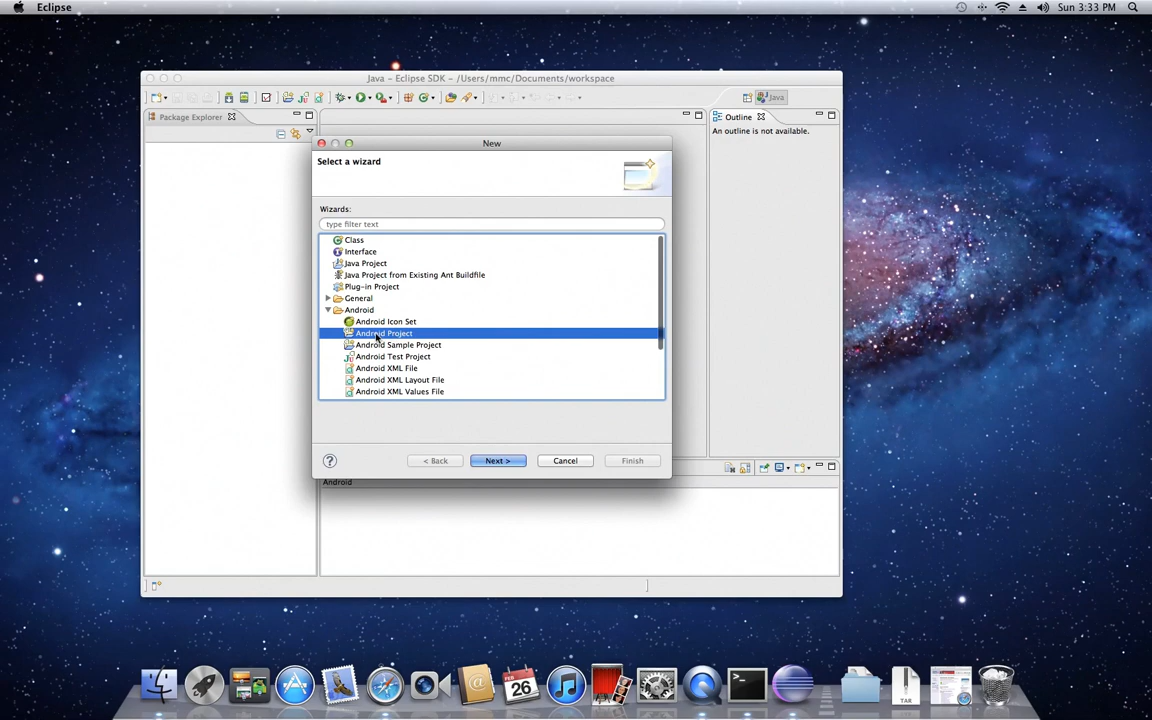 Eclipse
Sun 3:33 PM
Java – Eclipse SDK – /Users/mmc/Documents/workspace
Java
Package Explorer
Outline
An outline is not available.
New
Select a wizard
Wizards:
type filter text
Class
Interface
Java Project
Java Project from Existing Ant Buildfile
Plug-in Project
General
Android
Android Icon Set
Android Project
Android Sample Project
Android Test Project
Android XML File
Android XML Layout File
Android XML Values File
?
< Back
Next >
Cancel
Finish
Android
FEB
26
TAR